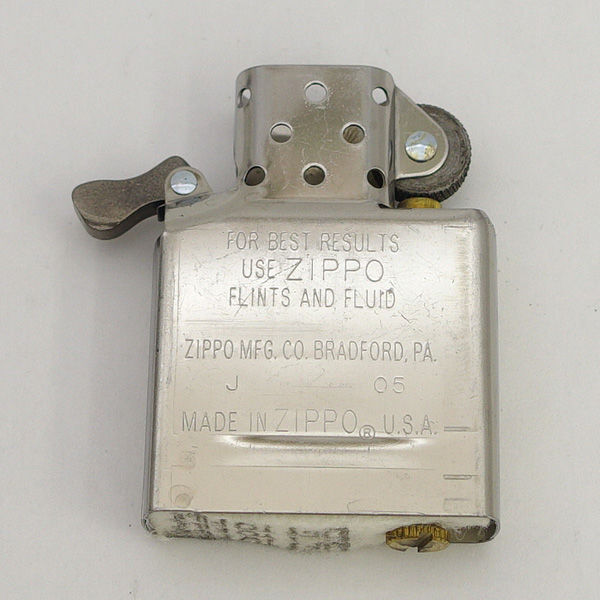 FOR BEST RESULTS
USE ZIPPO
FLINTS AND FLUID
ZIPPO MFG. CO. BRADFORD, PA.
J 05
MADE IN ZIPPO® U.S.A.